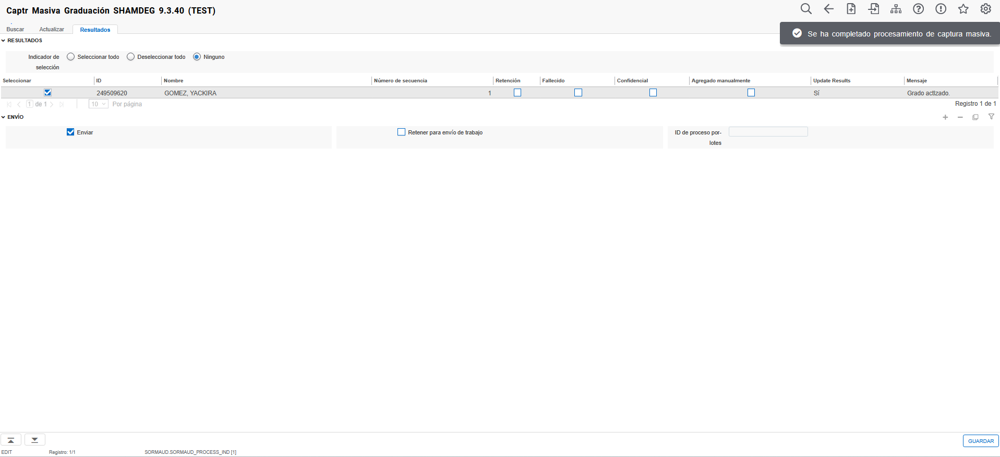 Captr Masiva Graduación SHAMDEG 9.3.40 (TEST)
Buscar Actualizar Resultados
Se ha completado procesamiento de captura masiva.
RESULTADOS
Indicador de selección
Seleccionar todo Deseleccionar todo Ninguno
Seleccionar ID Nombre Número de secuencia Retención Fallecido Confidencial Agregado manualmente Update Results Mensaje
249509620 GOMEZ, YACKIRA 1 Sí Grado actlzado.
1 de 1 10 Por página Registro 1 de 1
ENVÍO
Enviar Retener para envío de trabajo ID de proceso por-
lotes
GUARDAR
EDIT Registro: 1/1 SORMAUD.SORMAUD_PROCESS_IND [1]